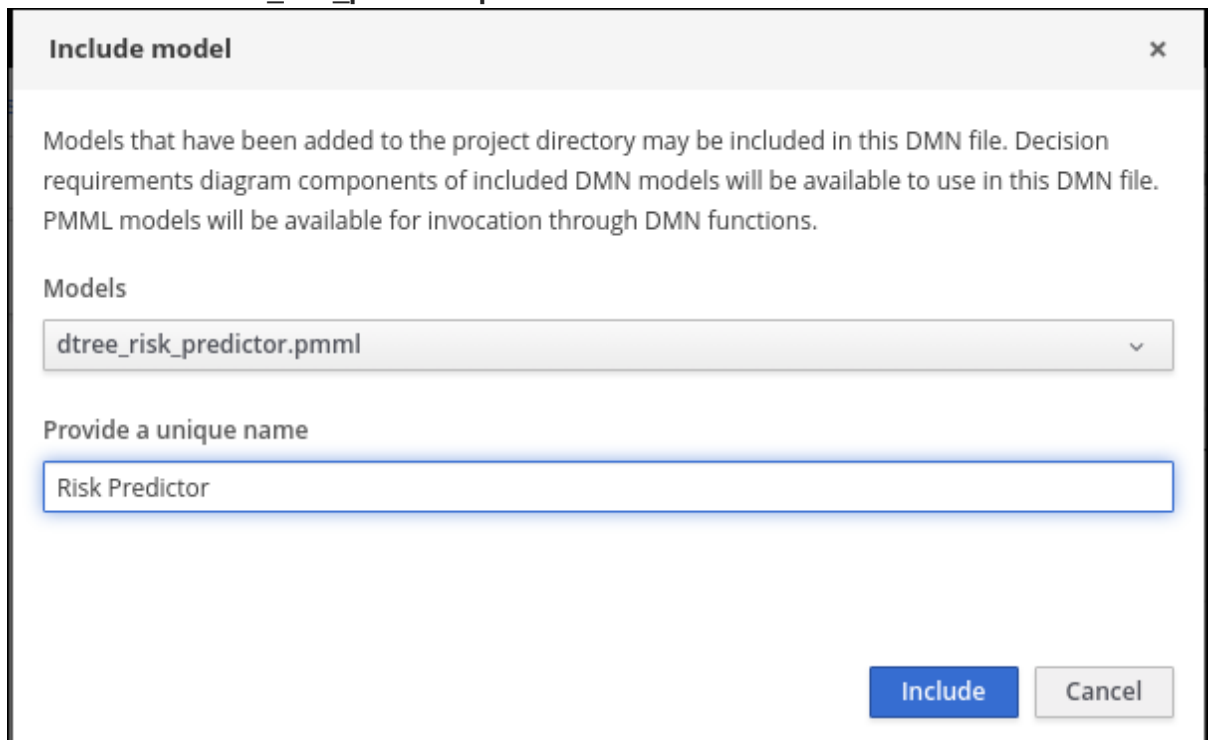 Include model
Models that have been added to the project directory may be included in this DMN file. Decision
requirements diagram components of included DMN models will be available to use in this DMN file.
PMML models will be available for invocation through DMN functions.
Models
dtree_risk_predictor.pmml
Provide a unique name
Risk Predictor
Include Cancel